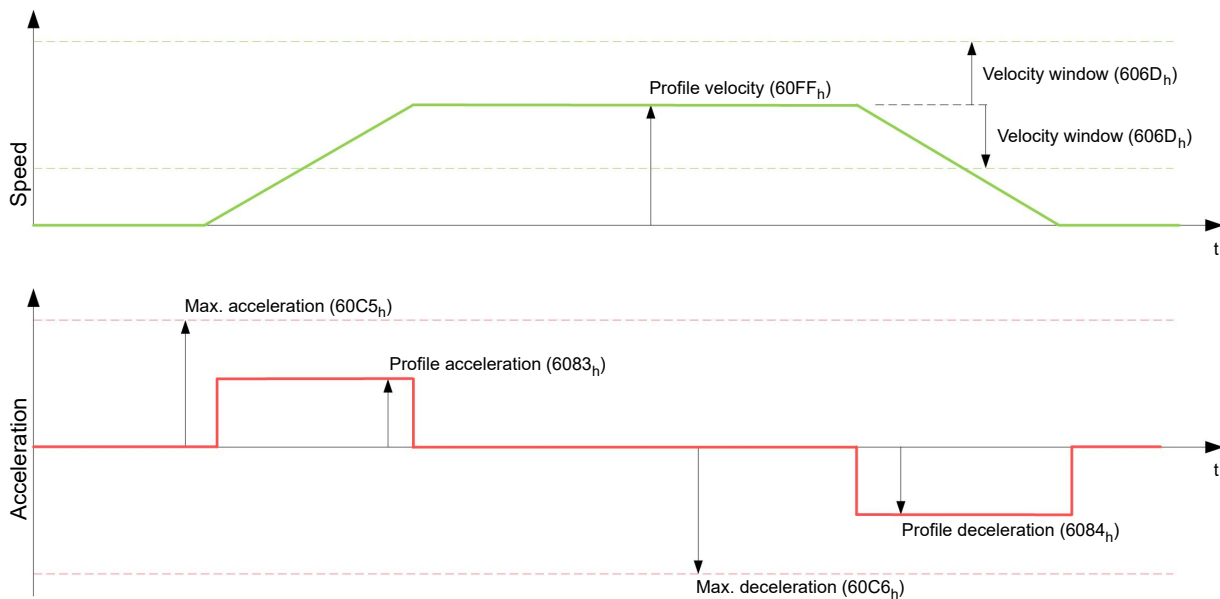 Velocity window (606Dₕ)
Profile velocity (60FFₕ)
Velocity window (606Dₕ)
Speed
t
Max. acceleration (60C5ₕ)
Profile acceleration (6083ₕ)
Acceleration
t
Profile deceleration (6084ₕ)
Max. deceleration (60C6ₕ)